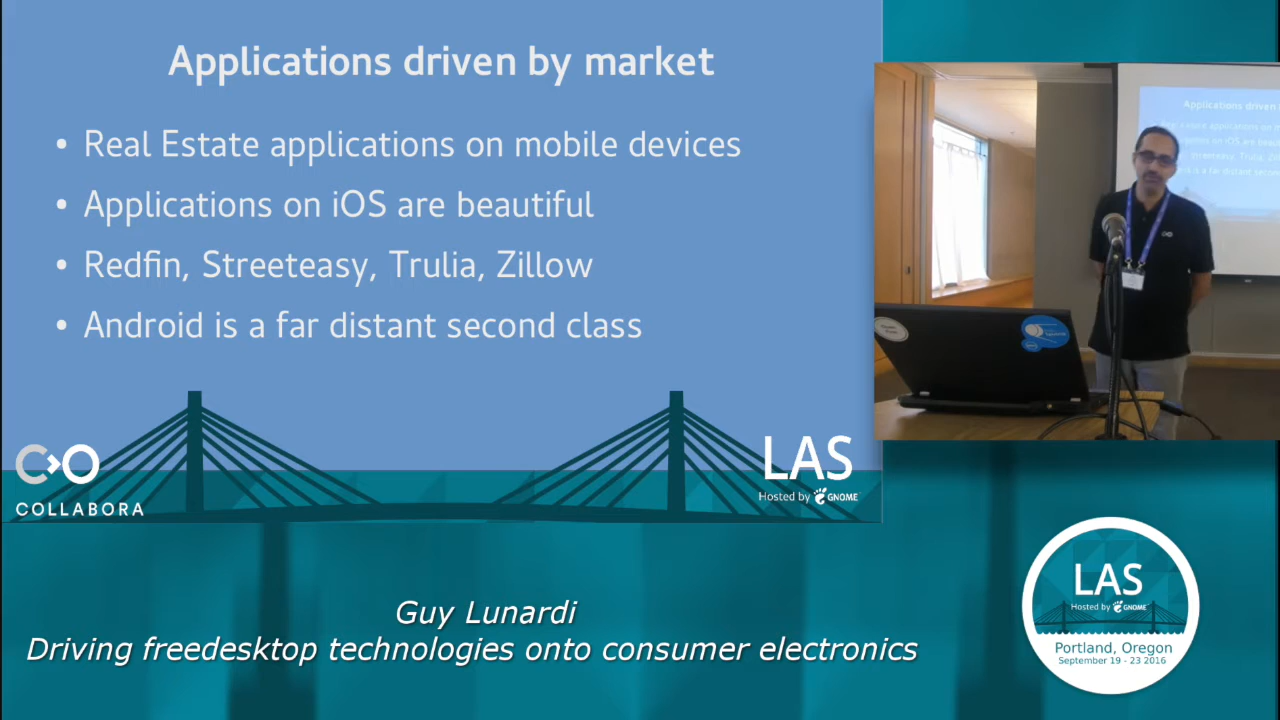 Applications driven by market
• Real Estate applications on mobile devices
• Applications on iOS are beautiful
• Redfin, Streeteasy, Trulia, Zillow
• Android is a far distant second class
COLLABORA
LAS
Hosted by GNOME
Applications driven
Guy Lunardi
Driving freedesktop technologies onto consumer electronics
LAS
Hosted by GNOME
Portland, Oregon
September 19 - 23 2016